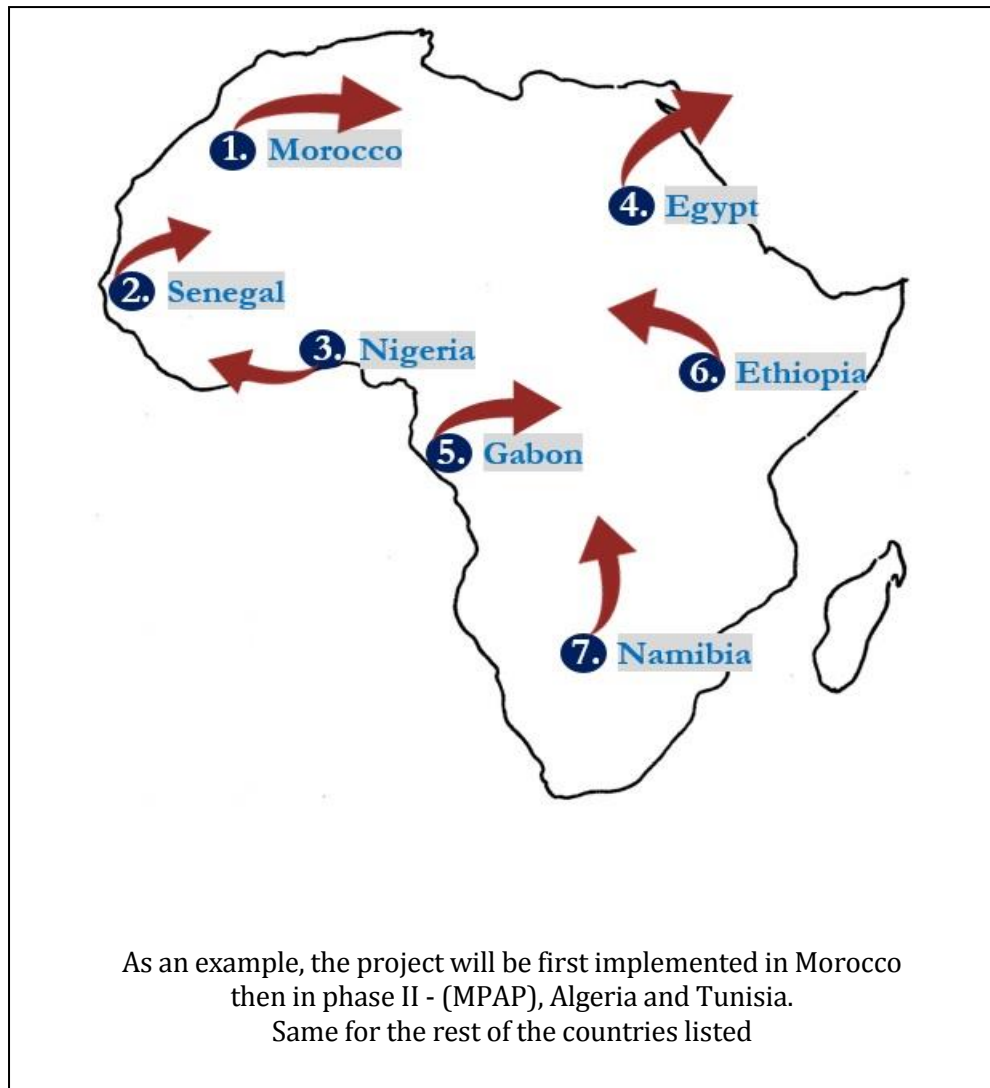 1. Morocco
4. Egypt
2. Senegal
3. Nigeria
6. Ethiopia
5. Gabon
7. Namibia
As an example, the project will be first implemented in Morocco
then in phase II - (MPAP), Algeria and Tunisia.
Same for the rest of the countries listed